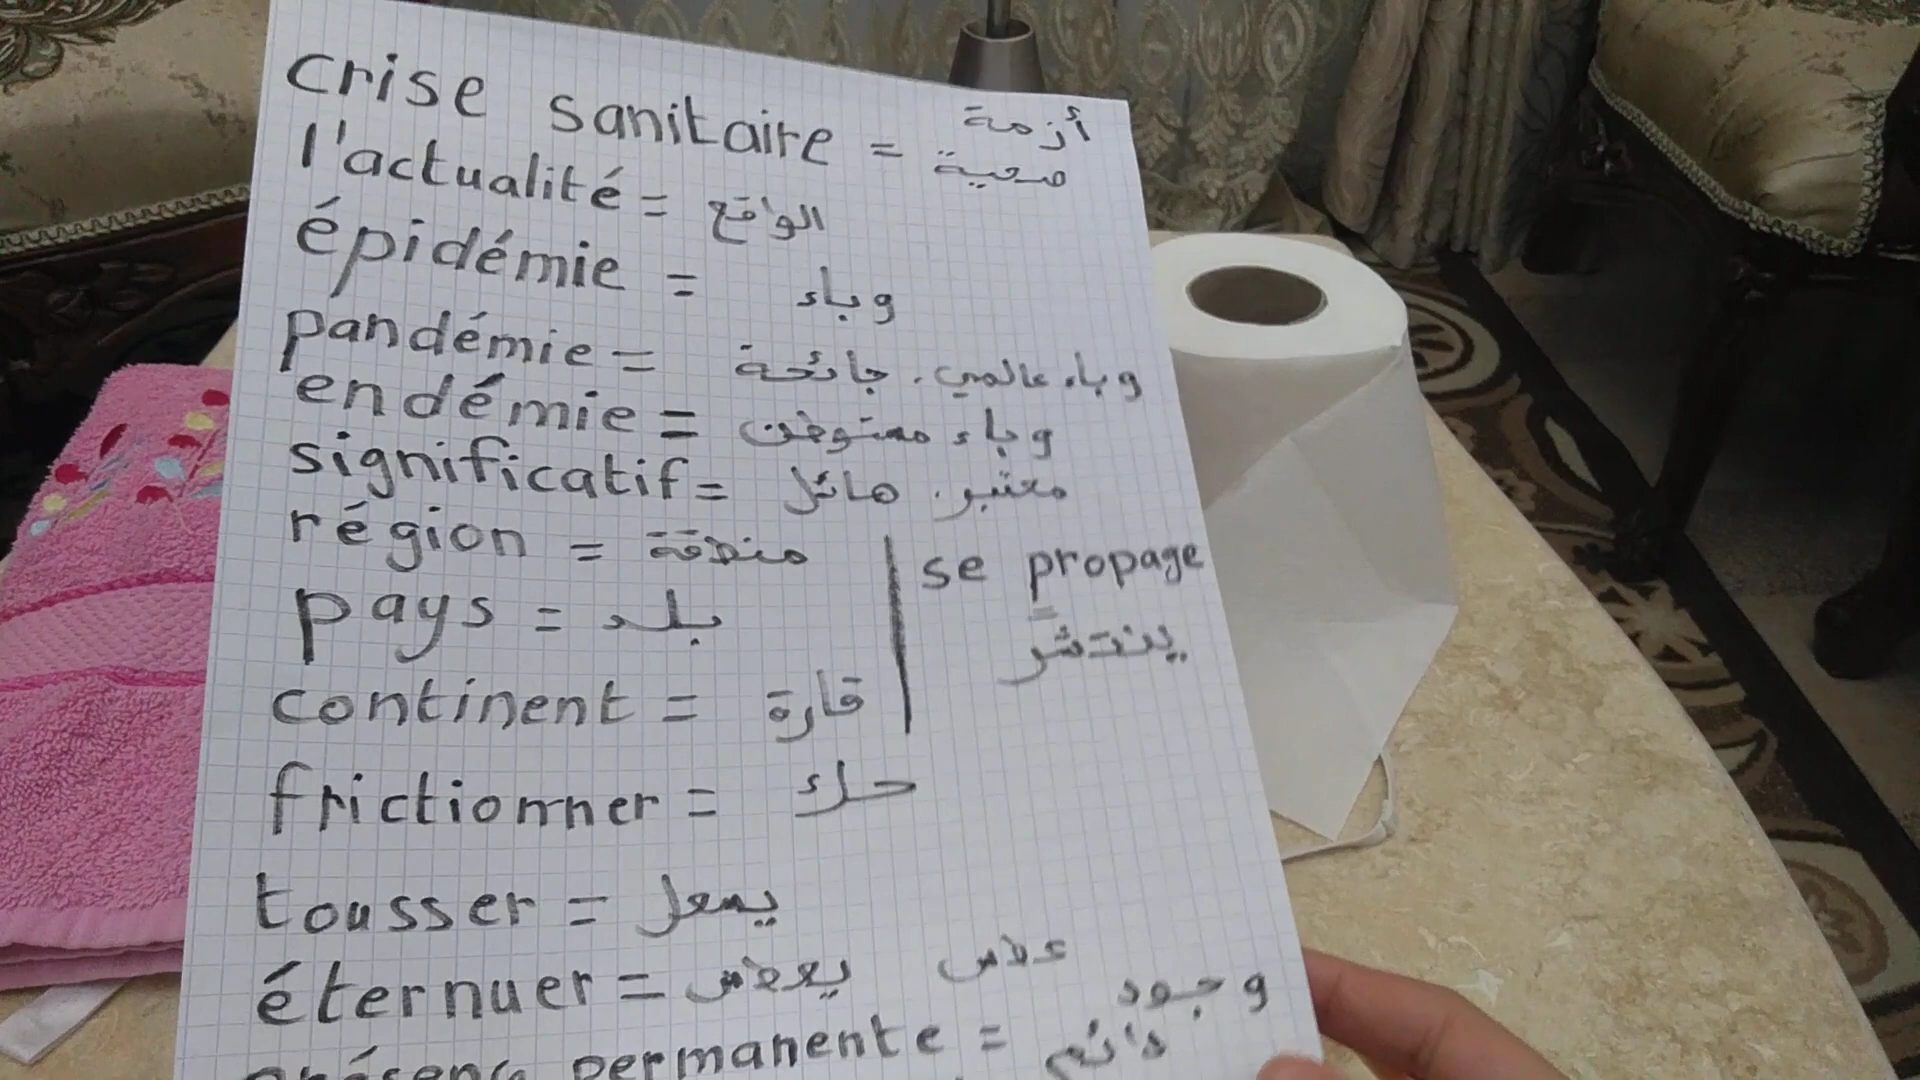 crise sanitaire = أزمة
صحية
l'actualité = الواقع
épidémie = وباء
pandémie = وباء عالمي، جائحة
endémie = وباء مستوطن
significatif = معتبر، هائل
région = منطقة
pays = بلد
continent = قارة
se propage
=
ينتشر
frictionner = حك
tousser = يسعل
éternuer = يعطس عطس
permanente = وجود
دائم